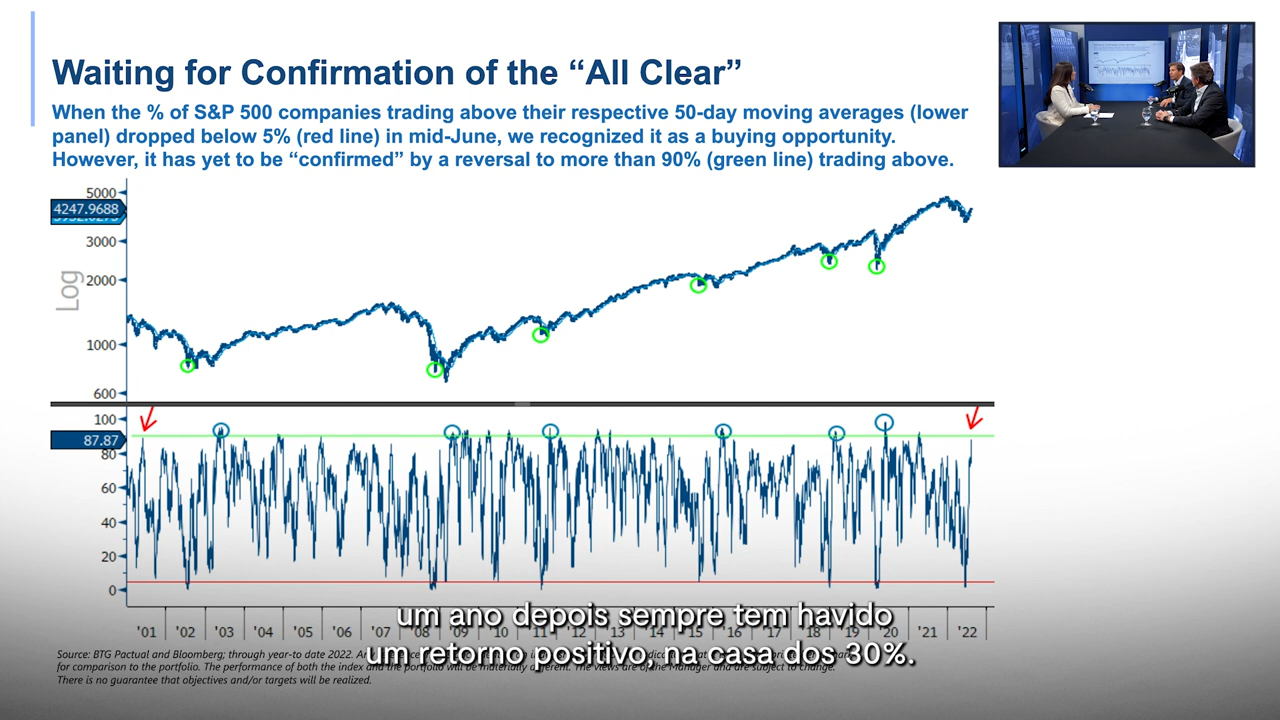 Waiting for Confirmation of the “All Clear”
When the % of S&P 500 companies trading above their respective 50-day moving averages (lower
panel) dropped below 5% (red line) in mid-June, we recognized it as a buying opportunity.
However, it has yet to be “confirmed” by a reversal to more than 90% (green line) trading above.
5000
4247.9688
3000
2000
Log
1000
600
100
87.87
80
60
40
20
0
um ano depois sempre tem havido
'01 '02 '03 '04 '05 '06 '07 '08 '09 '10 '11 '12 '13 '14 '15 '16 '17 '18 '19 '20 '21 '22
um retorno positivo, na casa dos 30%.
Source: BTG Pactual and Bloomberg; through year-to date 2022.
for comparison to the portfolio. The performance of both the index and the portfolio will be materially different. The views are of the Manager and are subject to change.
There is no guarantee that objectives and/or targets will be realized.